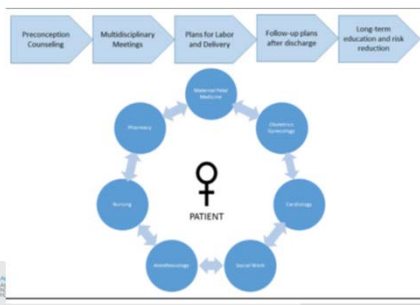 Preconception
Counseling
Multidisciplinary
Meetings
Plans for Labor
and Delivery
Follow-up plans
after discharge
Long-term
education and risk
reduction
Maternal Fetal
Medicine
Obstetrics
Gynecology
Cardiology
Social Work
Anesthesiology
Nursing
Pharmacy
PATIENT